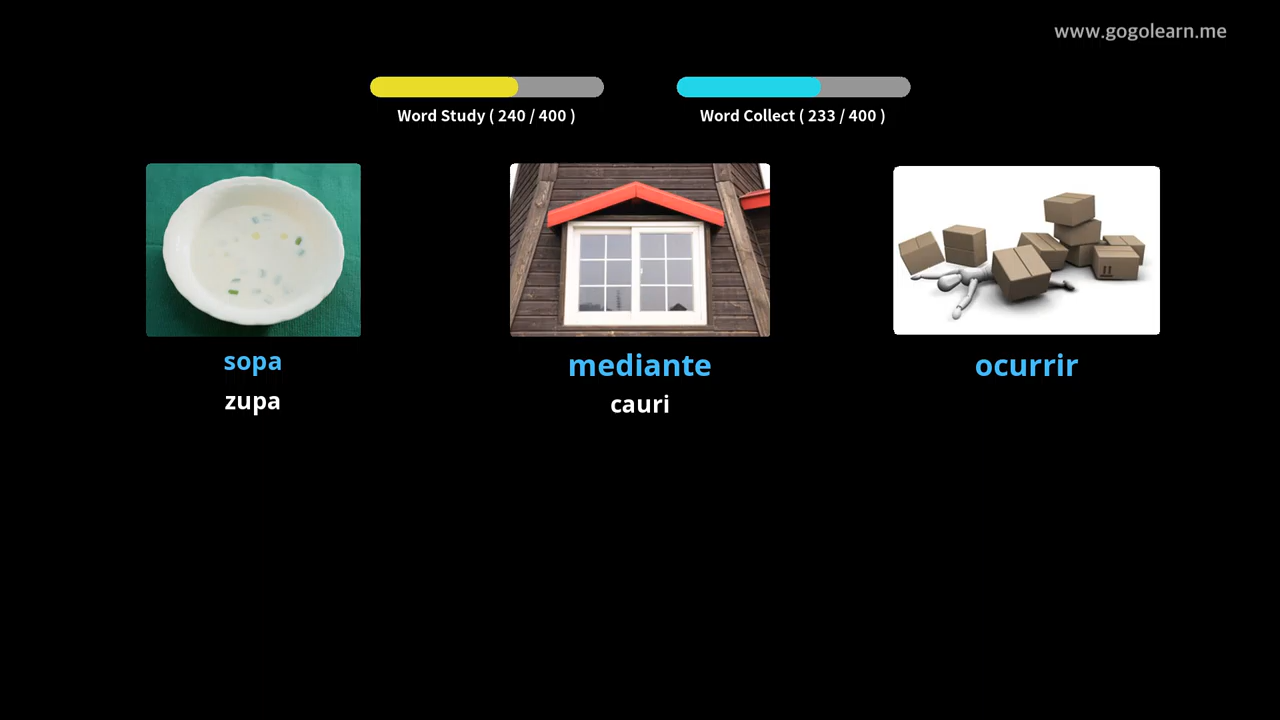 www.gogolearn.me
Word Study ( 240 / 400 )
Word Collect ( 233 / 400 )
sopa
zupa
mediante
cauri
ocurrir